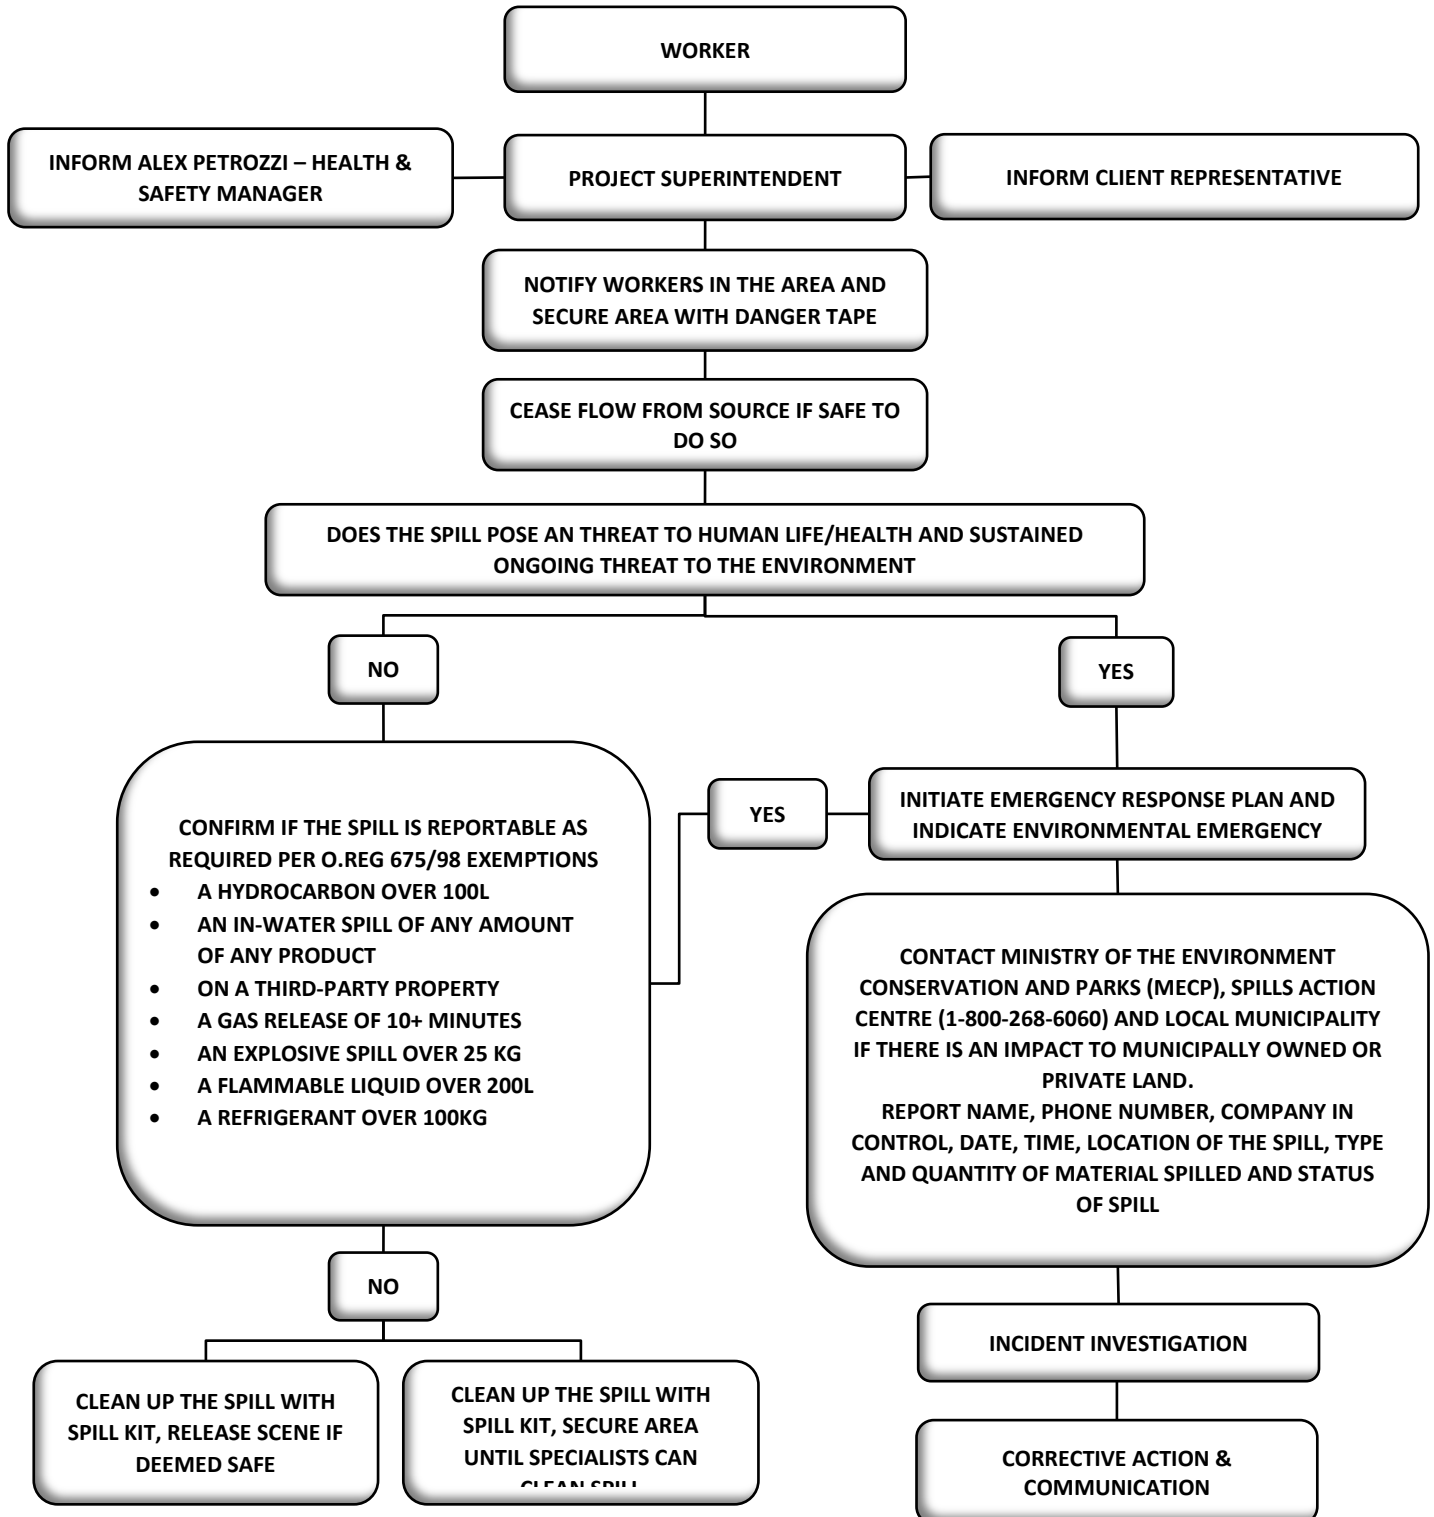 WORKER
INFORM ALEX PETROZZI – HEALTH &
SAFETY MANAGER
PROJECT SUPERINTENDENT
INFORM CLIENT REPRESENTATIVE
NOTIFY WORKERS IN THE AREA AND
SECURE AREA WITH DANGER TAPE
CEASE FLOW FROM SOURCE IF SAFE TO
DO SO
DOES THE SPILL POSE AN THREAT TO HUMAN LIFE/HEALTH AND SUSTAINED
ONGOING THREAT TO THE ENVIRONMENT
NO
YES
CONFIRM IF THE SPILL IS REPORTABLE AS
REQUIRED PER O.REG 675/98 EXEMPTIONS
• A HYDROCARBON OVER 100L
• AN IN-WATER SPILL OF ANY AMOUNT
OF ANY PRODUCT
• ON A THIRD-PARTY PROPERTY
• A GAS RELEASE OF 10+ MINUTES
• AN EXPLOSIVE SPILL OVER 25 KG
• A FLAMMABLE LIQUID OVER 200L
• A REFRIGERANT OVER 100KG
YES
INITIATE EMERGENCY RESPONSE PLAN AND
INDICATE ENVIRONMENTAL EMERGENCY
CONTACT MINISTRY OF THE ENVIRONMENT
CONSERVATION AND PARKS (MECP), SPILLS ACTION
CENTRE (1-800-268-6060) AND LOCAL MUNICIPALITY
IF THERE IS AN IMPACT TO MUNICIPALLY OWNED OR
PRIVATE LAND.
REPORT NAME, PHONE NUMBER, COMPANY IN
CONTROL, DATE, TIME, LOCATION OF THE SPILL, TYPE
AND QUANTITY OF MATERIAL SPILLED AND STATUS
OF SPILL
NO
CLEAN UP THE SPILL WITH
SPILL KIT, RELEASE SCENE IF
DEEMED SAFE
CLEAN UP THE SPILL WITH
SPILL KIT, SECURE AREA
UNTIL SPECIALISTS CAN
CLEAN SPILL
INCIDENT INVESTIGATION
CORRECTIVE ACTION &
COMMUNICATION